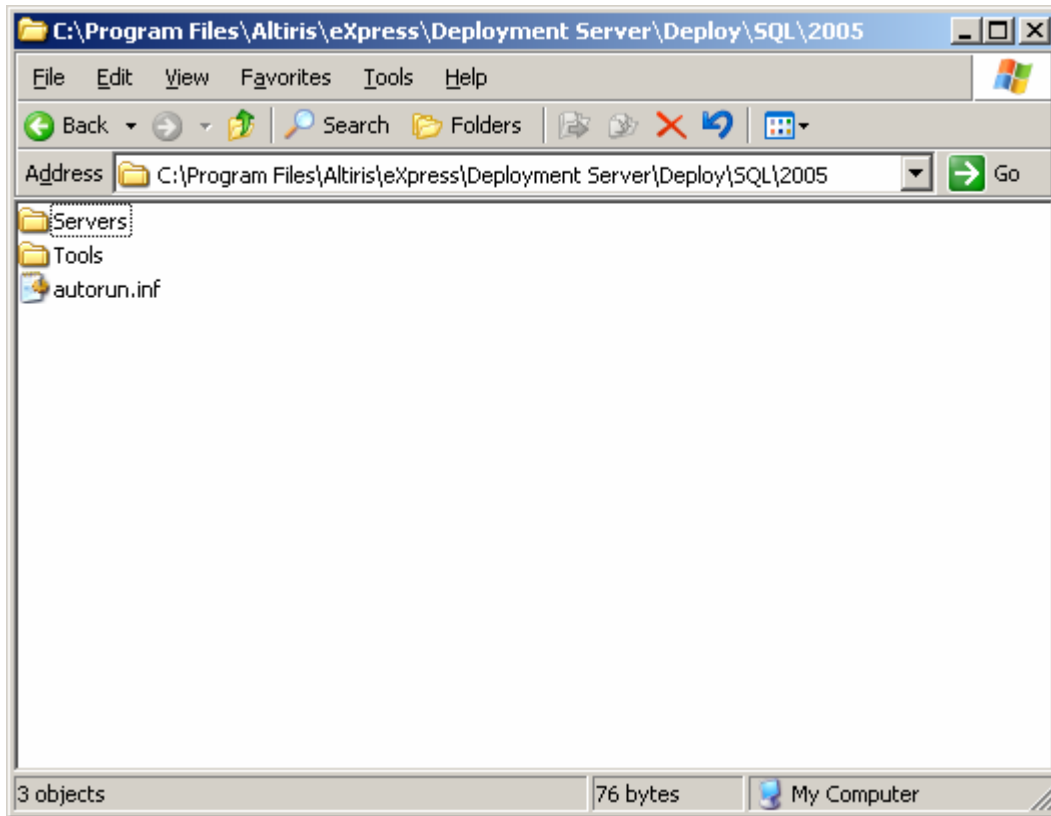 C:\Program Files\Altiris\eXpress\Deployment Server\Deploy\SQL\2005
File Edit View Favorites Tools Help
Back Search Folders
Address C:\Program Files\Altiris\eXpress\Deployment Server\Deploy\SQL\2005 Go
Servers
Tools
autorun.inf
3 objects 76 bytes My Computer